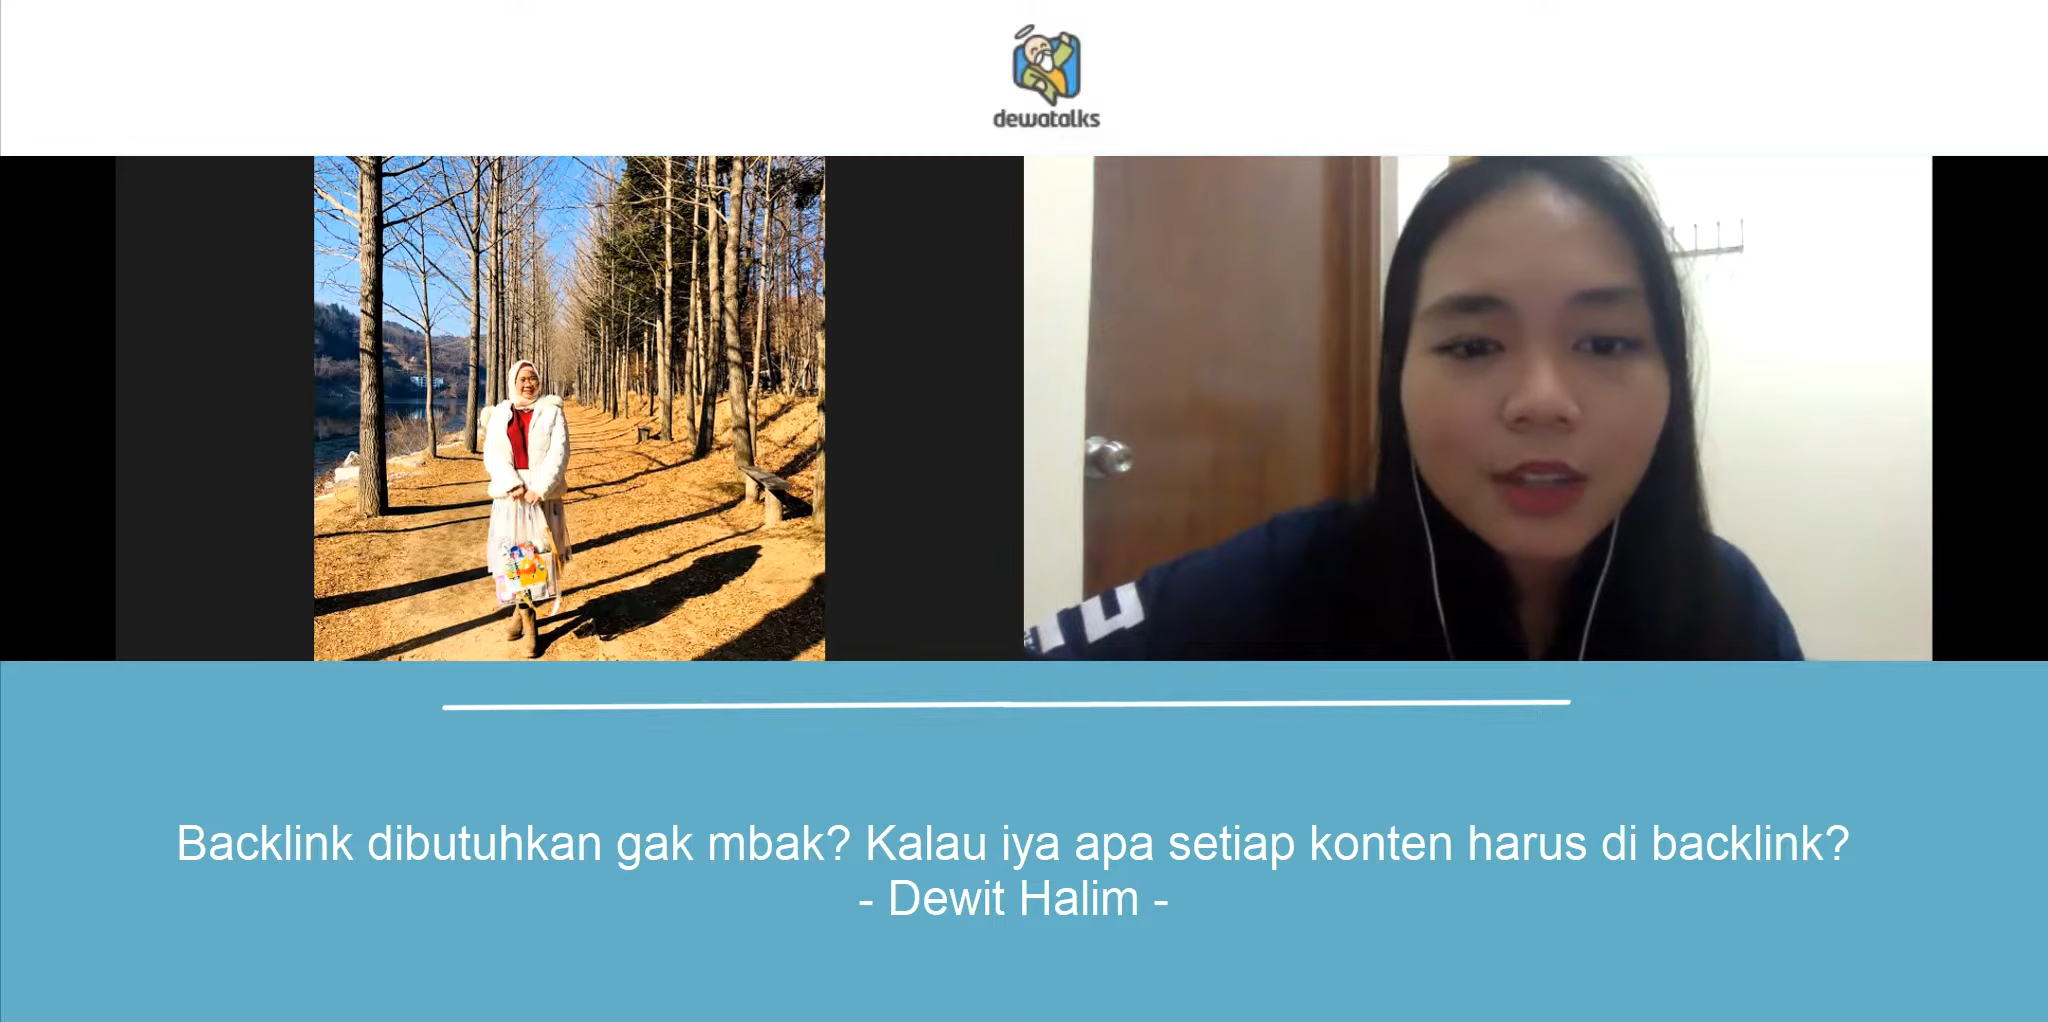 dewatalks
Backlink dibutuhkan gak mbak? Kalau iya apa setiap konten harus di backlink?
- Dewit Halim -